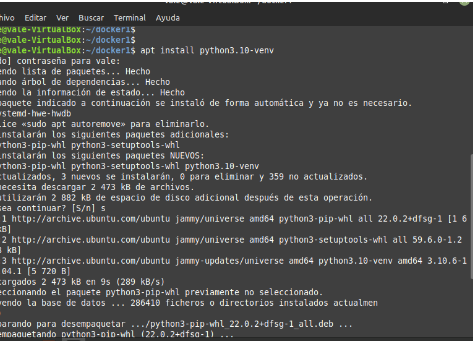 hivo Editar Ver Buscar Terminal Ayuda
e@vale-VirtualBox:~/docker1$
e@vale-VirtualBox:~/docker1$
e@vale-VirtualBox:~/docker1$ apt install python3.10-venv
do] contraseña para vale:
endo lista de paquetes... Hecho
ando árbol de dependencias... Hecho
endo la información de estado... Hecho
paquete indicado a continuación se instaló de forma automática y ya no es necesario.
ystemd-hwe-hwdb
lice «sudo apt autoremove» para eliminarlo.
instalarán los siguientes paquetes adicionales:
ython3-pip-whl python3-setuptools-whl
instalarán los siguientes paquetes NUEVOS:
ython3-pip-whl python3-setuptools-whl python3.10-venv
ctualizados, 3 nuevos se instalarán, 0 para eliminar y 359 no actualizados.
necesita descargar 2 473 kB de archivos.
utilizarán 2 882 kB de espacio de disco adicional después de esta operación.
sea continuar? [S/n] s
:1 http://archive.ubuntu.com/ubuntu jammy/universe amd64 python3-pip-whl all 22.0.2+dfsg-1 [1 6
kB]
:2 http://archive.ubuntu.com/ubuntu jammy/universe amd64 python3-setuptools-whl all 59.6.0-1.2
8 kB]
:3 http://archive.ubuntu.com/ubuntu jammy-updates/universe amd64 python3.10-venv amd64 3.10.6-1
.04.1 [5 720 B]
cargados 2 473 kB en 9s (289 kB/s)
eccionando el paquete python3-pip-whl previamente no seleccionado.
yendo la base de datos ... 286410 ficheros o directorios instalados actualmen
)
parando para desempaquetar .../python3-pip-whl_22.0.2+dfsg-1_all.deb ...
empaquetando python3-pip-whl (22.0.2+dfsg-1) ...